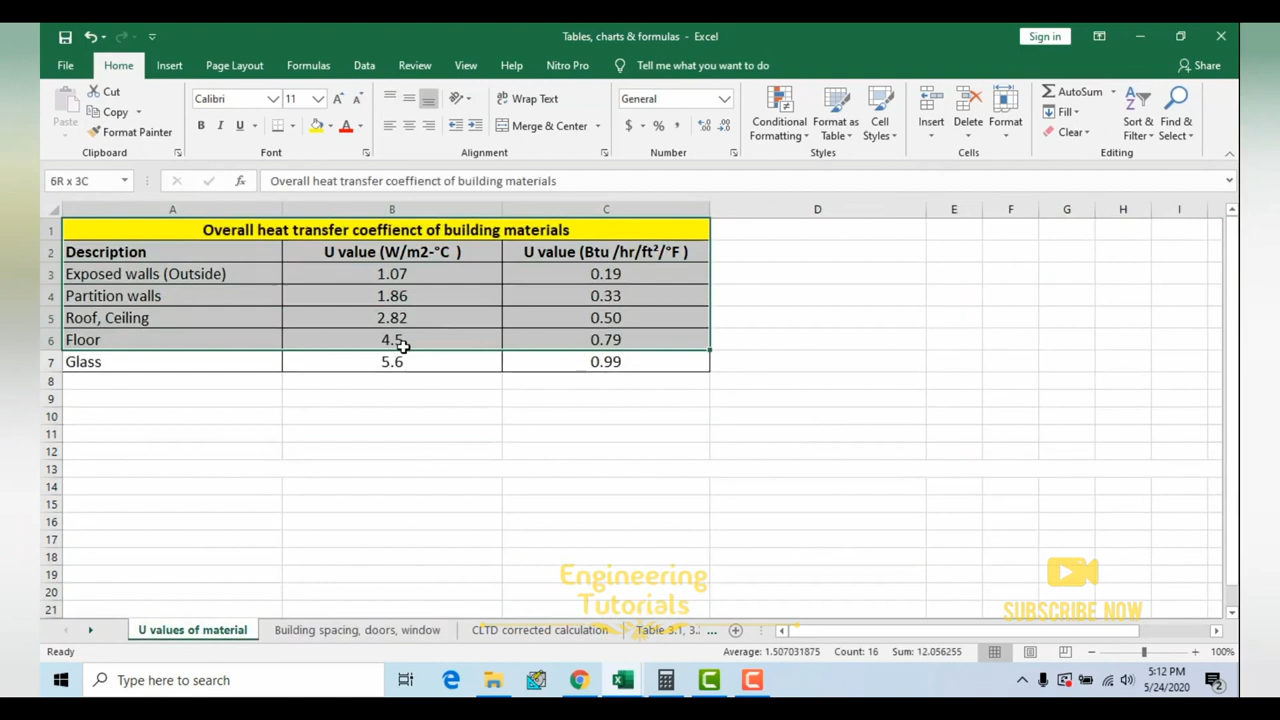 Tables, charts & formulas - Excel
Sign in
File Home Insert Page Layout Formulas Data Review View Help Nitro Pro Tell me what you want to do Share
Paste
Cut
Copy
Format Painter
Clipboard
Calibri 11
B I U
Font
Wrap Text
Merge & Center
Alignment
General
$ % ,
Number
Conditional Formatting
Format as Table
Cell Styles
Styles
Insert Delete Format
Cells
AutoSum
Fill
Clear
Sort & Filter
Find & Select
Editing
6R x 3C fx Overall heat transfer coeffienct of building materials
A B C D E F G H I
1 Overall heat transfer coeffienct of building materials
2 Description U value (W/m2-°C ) U value (Btu /hr/ft²/°F )
3 Exposed walls (Outside) 1.07 0.19
4 Partition walls 1.86 0.33
5 Roof, Ceiling 2.82 0.50
6 Floor 4.5 0.79
7 Glass 5.6 0.99
8
9
10
11
12
13
14
15
16
17
18
19
20
21
Engineering
Tutorials
SUBSCRIBE NOW
U values of material Building spacing, doors, window CLTD corrected calculation Table 3.1, 3. ...
Ready Average: 1.507031875 Count: 16 Sum: 12.056255 100%
Type here to search
5:12 PM
5/24/2020
2